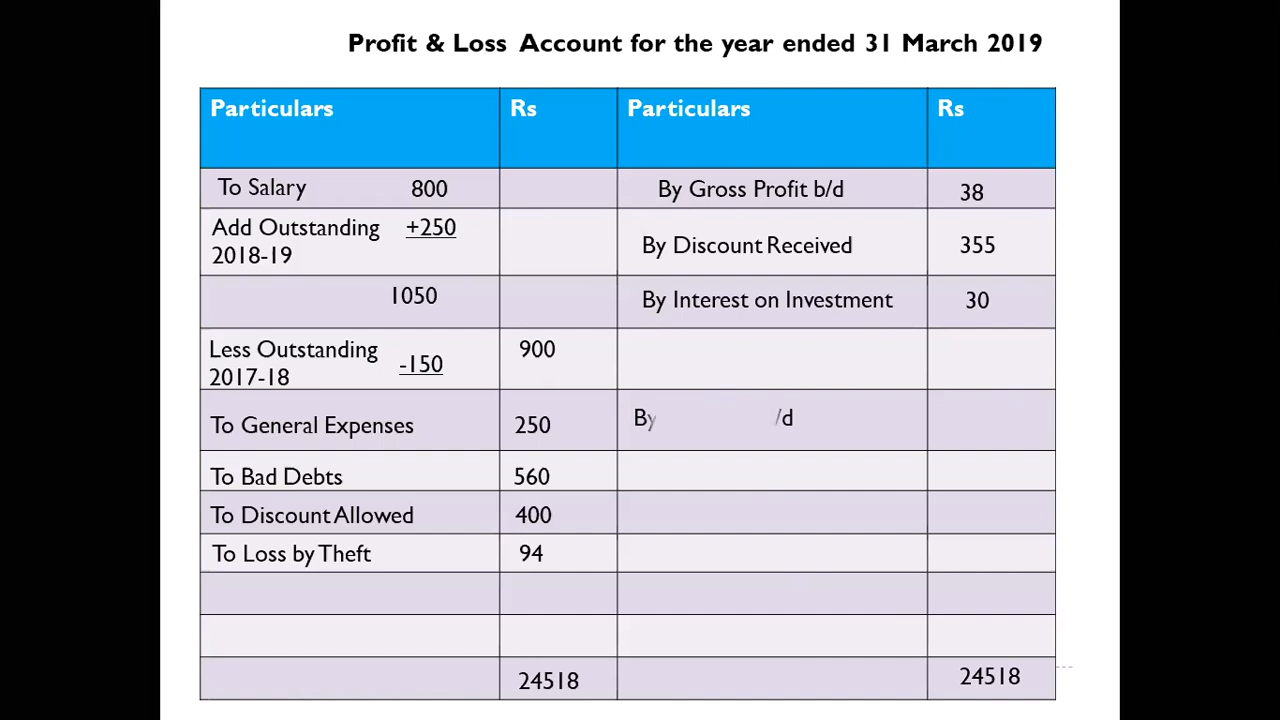 Profit & Loss Account for the year ended 31 March 2019
Particulars Rs Particulars Rs
To Salary 800 By Gross Profit b/d 38
Add Outstanding +250
2018-19
By Discount Received 355
1050 By Interest on Investment 30
Less Outstanding -150 900
2017-18
To General Expenses 250 By /d
To Bad Debts 560
To Discount Allowed 400
To Loss by Theft 94
24518 24518